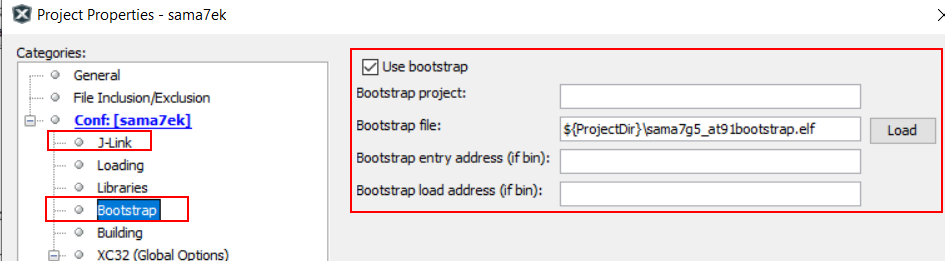 Project Properties - sama7ek
Categories:
General
File Inclusion/Exclusion
Conf: [sama7ek]
J-Link
Loading
Libraries
Bootstrap
Building
XC32 (Global Options)
Use bootstrap
Bootstrap project:
Bootstrap file: ${ProjectDir}\sama7g5_at91bootstrap.elf Load
Bootstrap entry address (if bin):
Bootstrap load address (if bin):